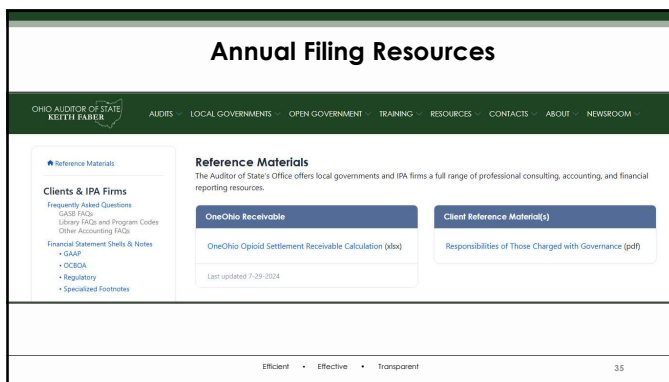 Annual Filing Resources
OHIO AUDITOR OF STATE
KEITH FABER
AUDITS LOCAL GOVERNMENTS OPEN GOVERNMENT TRAINING RESOURCES CONTACTS ABOUT NEWSROOM
Reference Materials
Clients & IPA Firms
Frequently Asked Questions
GASB FAQs
Library FAQs and Program Codes
Other Accounting FAQs
Financial Statement Shells & Notes
• GAAP
• OCBOA
• Regulatory
• Specialized Footnotes
Reference Materials
The Auditor of State's Office offers local governments and IPA firms a full range of professional consulting, accounting, and financial
reporting resources.
OneOhio Receivable
OneOhio Opioid Settlement Receivable Calculation (xlsx)
Last updated 7-29-2024
Client Reference Material(s)
Responsibilities of Those Charged with Governance (pdf)
Efficient • Effective • Transparent
35